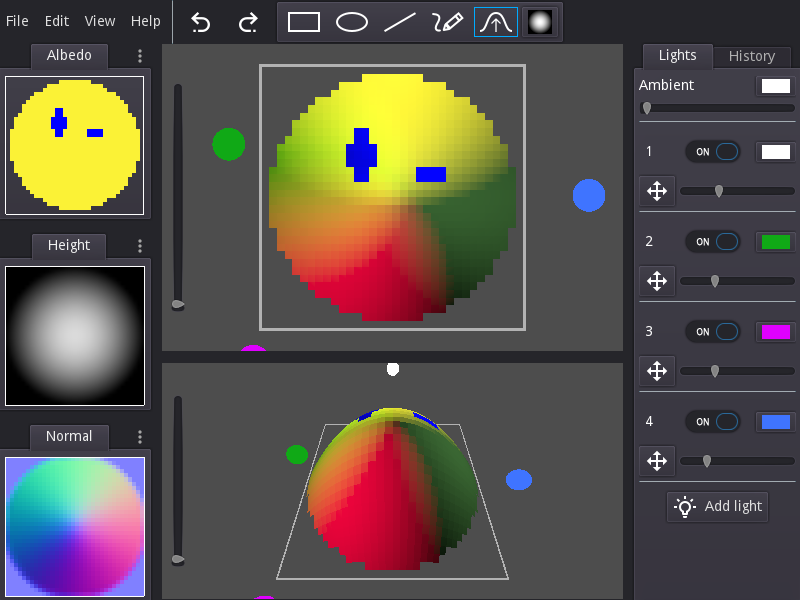 File Edit View Help
Albedo
Height
Normal
Lights History
Ambient
1 ON
2 ON
3 ON
4 ON
Add light